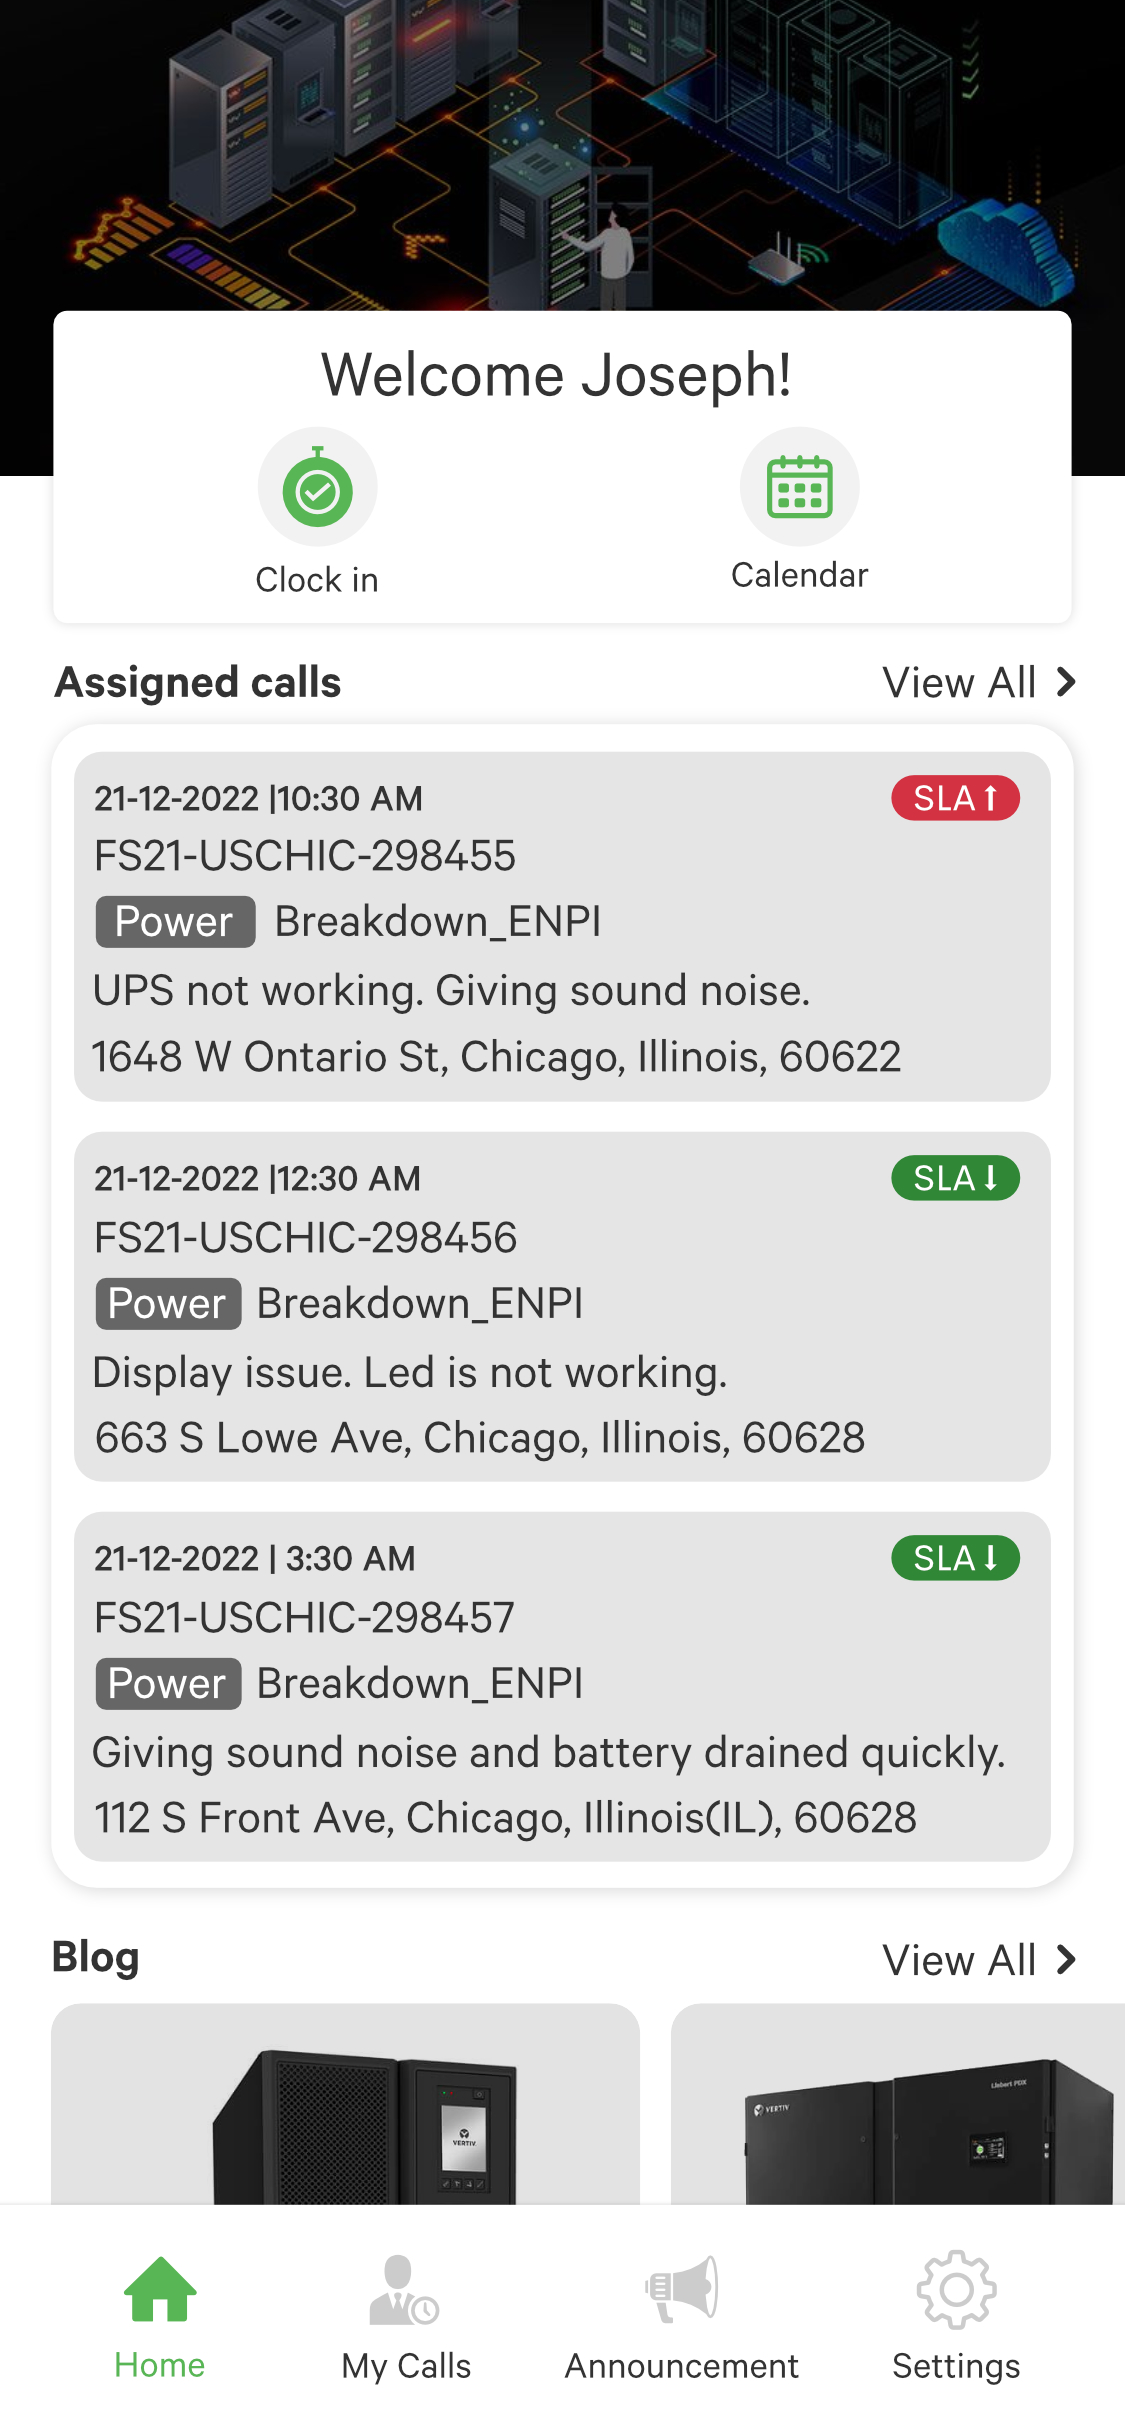 Welcome Joseph!
Clock in
Calendar
Assigned calls
View All
21-12-2022 |10:30 AM
SLA
FS21-USCHIC-298455
Power Breakdown_ENPI
UPS not working. Giving sound noise.
1648 W Ontario St, Chicago, Illinois, 60622
21-12-2022 |12:30 AM
SLA
FS21-USCHIC-298456
Power Breakdown_ENPI
Display issue. Led is not working.
663 S Lowe Ave, Chicago, Illinois, 60628
21-12-2022 | 3:30 AM
SLA
FS21-USCHIC-298457
Power Breakdown_ENPI
Giving sound noise and battery drained quickly.
112 S Front Ave, Chicago, Illinois(IL), 60628
Blog
View All
VERTIV
VERTIV
Liebert PDX
Home
My Calls
Announcement
Settings